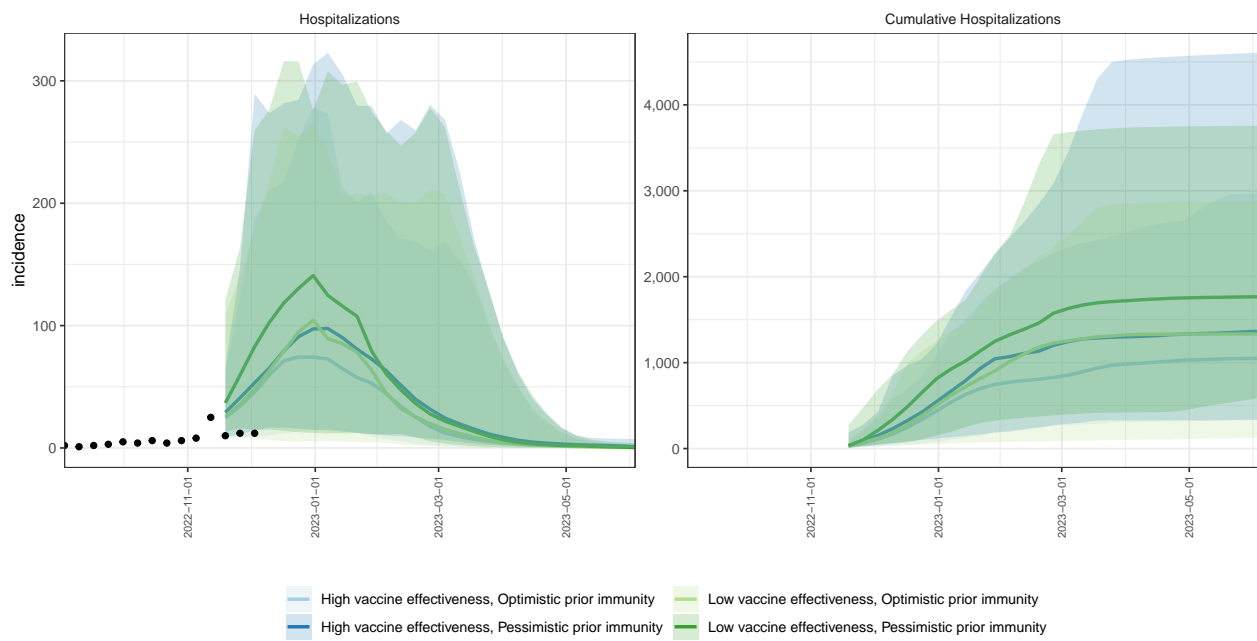 Hospitalizations
Cumulative Hospitalizations
incidence
300
200
100
0
4,000
3,000
2,000
1,000
0
2022−11−01
2023−01−01
2023−03−01
2023−05−01
2022−11−01
2023−01−01
2023−03−01
2023−05−01
High vaccine effectiveness, Optimistic prior immunity
Low vaccine effectiveness, Optimistic prior immunity
High vaccine effectiveness, Pessimistic prior immunity
Low vaccine effectiveness, Pessimistic prior immunity